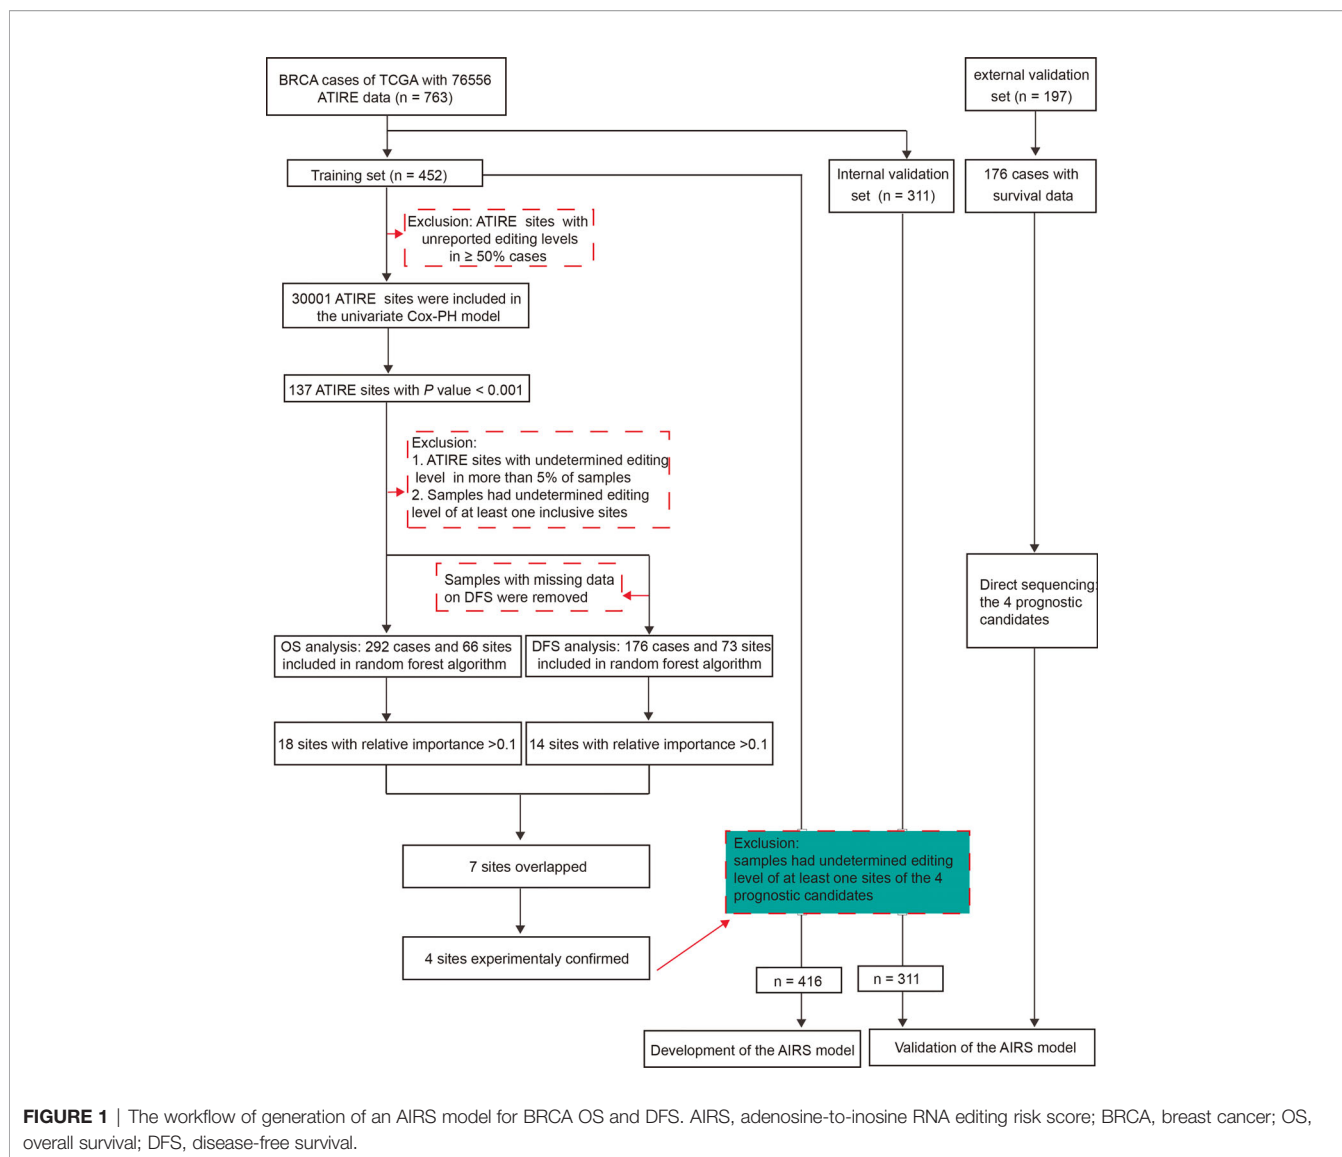 BRCA cases of TCGA with 76556
ATIRE data (n = 763)
external validation
set (n = 197)
Training set (n = 452)
Internal validation
set (n = 311)
176 cases with
survival data
Exclusion: ATIRE sites with
unreported editing levels
in ≥ 50% cases
30001 ATIRE sites were included in
the univariate Cox-PH model
137 ATIRE sites with P value < 0.001
Exclusion:
1. ATIRE sites with undetermined editing
level in more than 5% of samples
2. Samples had undetermined editing
level of at least one inclusive sites
Samples with missing data
on DFS were removed
Direct sequencing:
the 4 prognostic
candidates
OS analysis: 292 cases and 66 sites
included in random forest algorithm
DFS analysis: 176 cases and 73 sites
included in random forest algorithm
18 sites with relative importance >0.1
14 sites with relative importance >0.1
7 sites overlapped
Exclusion:
samples had undetermined editing
level of at least one sites of the 4
prognostic candidates
4 sites experimentaly confirmed
n = 416
n = 311
Development of the AIRS model
Validation of the AIRS model
FIGURE 1 | The workflow of generation of an AIRS model for BRCA OS and DFS. AIRS, adenosine-to-inosine RNA editing risk score; BRCA, breast cancer; OS,
overall survival; DFS, disease-free survival.